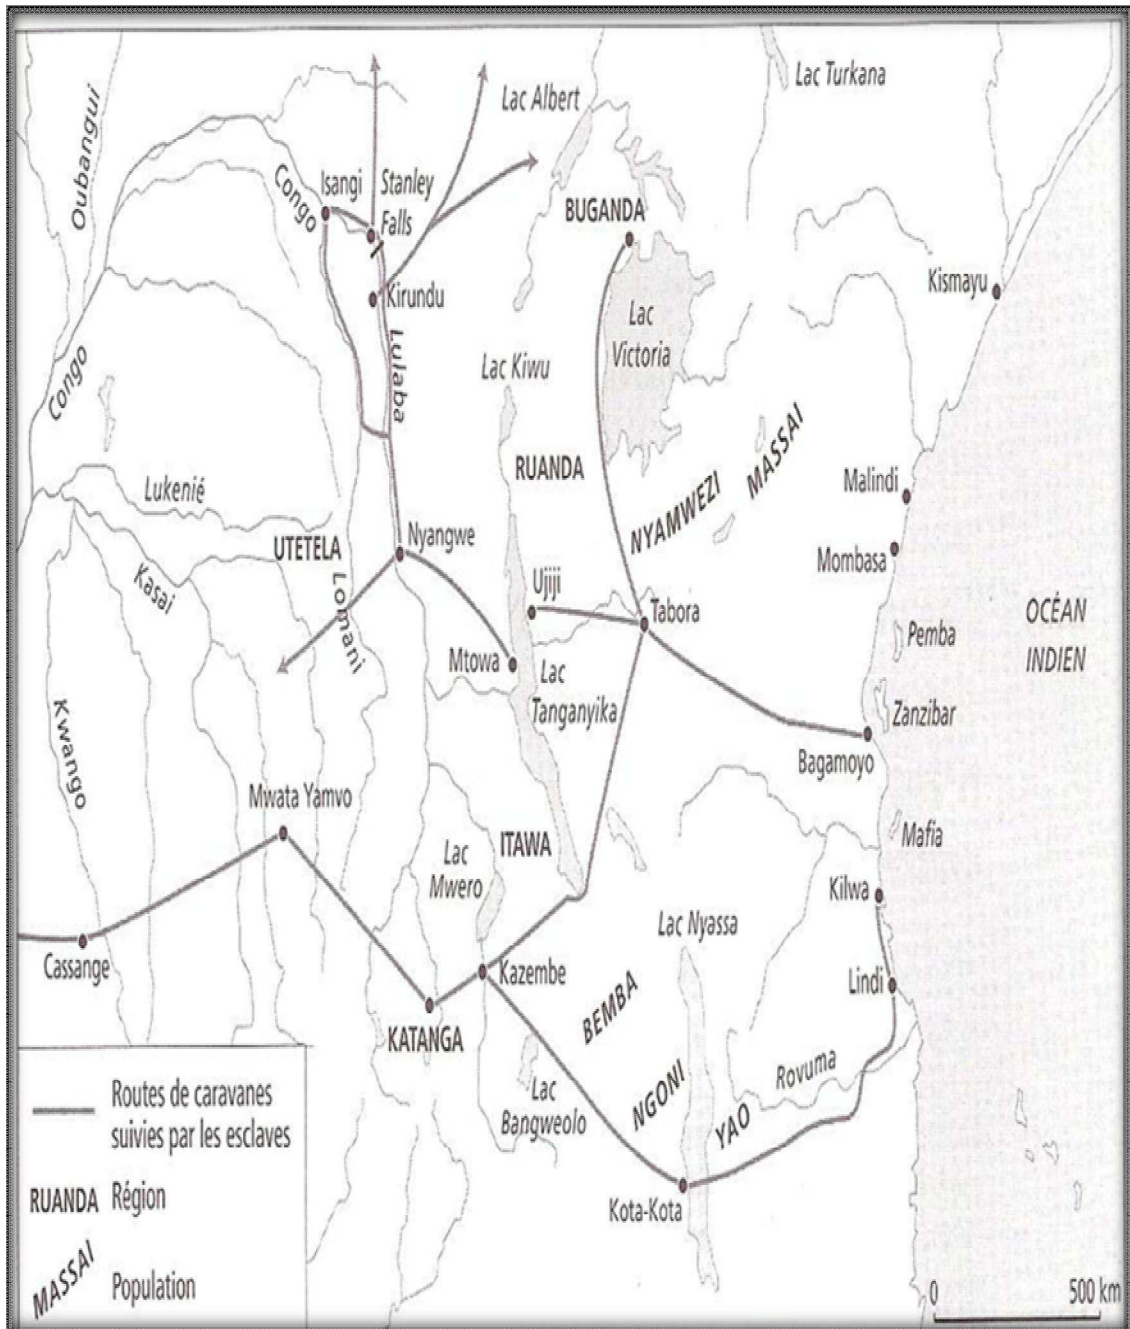 Lac Turkana
Lac Albert
Oubangui
Congo
Isangi
Stanley
Falls
BUGANDA
Kirundu
Kismayu
Lac
Victoria
Congo
Lulaba
Lac Kiwu
RUANDA
MASSAI
NYAMWEZI
Malindi
Lukenié
UTETELA
Nyangwe
Mombasa
Kasai
Lomani
Ujiji
Tabora
OCÉAN
INDIEN
Pemba
Mtowa
Lac
Tanganyika
Zanzibar
Bagamoyo
Kwango
Mwata Yamvo
ITAWA
Lac
Mwero
Mafia
Kilwa
Lac Nyassa
Cassange
Kazembe
Lindi
BEMBA
KATANGA
Rovuma
NGONI
YAO
Lac
Bangweolo
Kota-Kota
Routes de caravanes
suivies par les esclaves
RUANDA Région
MASSAI Population
0 500 km